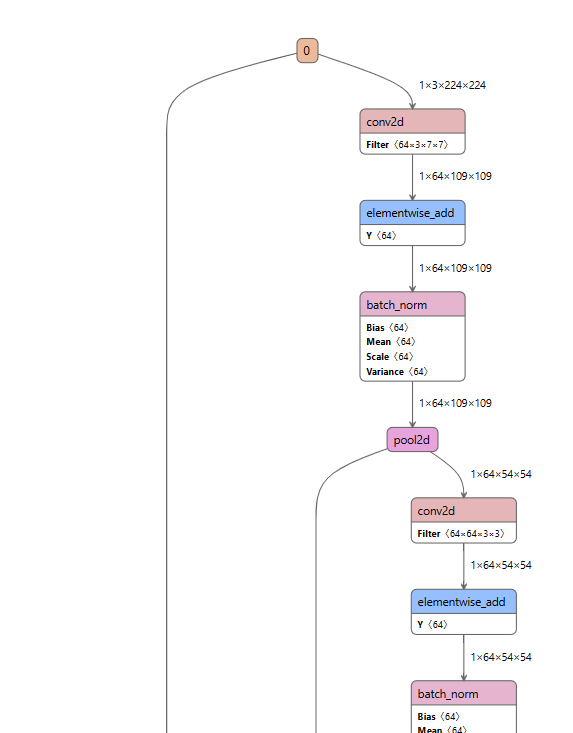 0
1×3×224×224
conv2d
Filter 〈64×3×7×7〉
1×64×109×109
elementwise_add
Y 〈64〉
1×64×109×109
batch_norm
Bias 〈64〉
Mean 〈64〉
Scale 〈64〉
Variance 〈64〉
1×64×109×109
pool2d
1×64×54×54
conv2d
Filter 〈64×64×3×3〉
1×64×54×54
elementwise_add
Y 〈64〉
1×64×54×54
batch_norm
Bias 〈64〉
Mean 〈64〉